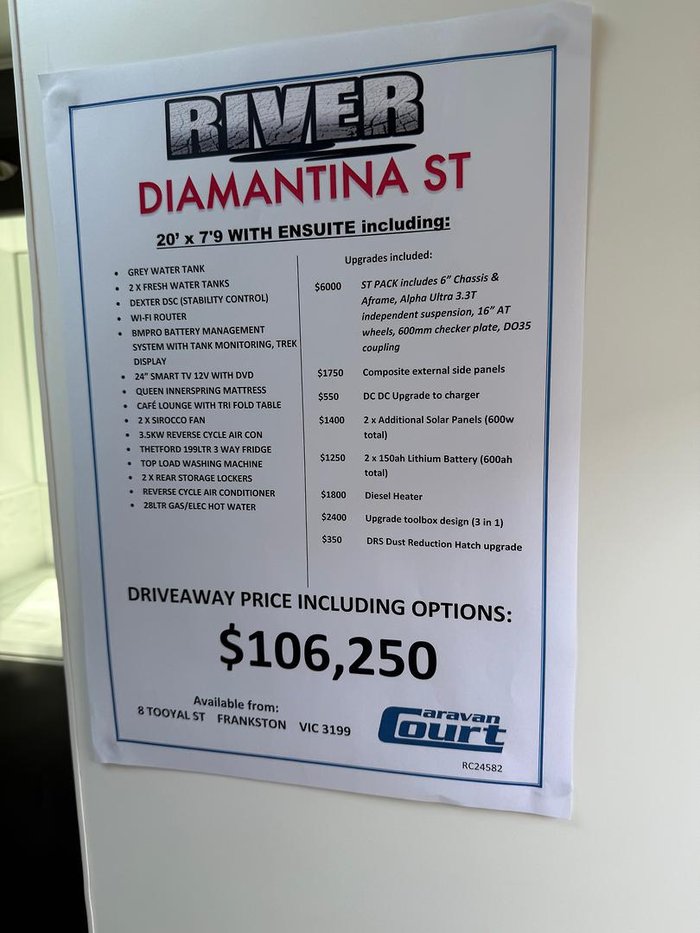 RIVER
DIAMANTINA ST
20' x 7'9 WITH ENSUITE including:
• GREY WATER TANK
• 2 X FRESH WATER TANKS
• DEXTER DSC (STABILITY CONTROL)
• WI-FI ROUTER
• BMPRO BATTERY MANAGEMENT
SYSTEM WITH TANK MONITORING, TREK
DISPLAY
• 24" SMART TV 12V WITH DVD
• QUEEN INNERSPRING MATTRESS
• CAFÉ LOUNGE WITH TRI FOLD TABLE
• 2 X SIROCCO FAN
• 3.5KW REVERSE CYCLE AIR CON
• THETFORD 199LTR 3 WAY FRIDGE
• TOP LOAD WASHING MACHINE
• 2 X REAR STORAGE LOCKERS
• REVERSE CYCLE AIR CONDITIONER
• 28LTR GAS/ELEC HOT WATER
Upgrades included:
$6000 ST PACK includes 6" Chassis &
Aframe, Alpha Ultra 3.3T
independent suspension, 16" AT
wheels, 600mm checker plate, DO35
coupling
$1750 Composite external side panels
$550 DC DC Upgrade to charger
$1400 2 x Additional Solar Panels (600w
total)
$1250 2 x 150ah Lithium Battery (600ah
total)
$1800 Diesel Heater
$2400 Upgrade toolbox design (3 in 1)
$350 DRS Dust Reduction Hatch upgrade
DRIVEAWAY PRICE INCLUDING OPTIONS:
$106,250
Available from:
8 TOOYAL ST FRANKSTON VIC 3199
Caravan
Court
RC24582